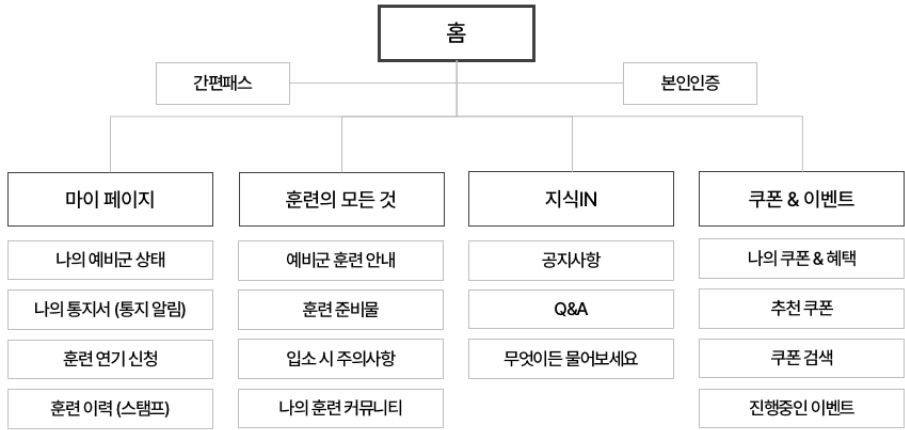 홈
간편패스
본인인증
마이 페이지
훈련의 모든 것
지식IN
쿠폰 & 이벤트
나의 예비군 상태
예비군 훈련 안내
공지사항
나의 쿠폰 & 혜택
나의 통지서 (통지 알림)
훈련 준비물
Q&A
추천 쿠폰
훈련 연기 신청
입소 시 주의사항
무엇이든 물어보세요
쿠폰 검색
훈련 이력 (스탬프)
나의 훈련 커뮤니티
진행중인 이벤트